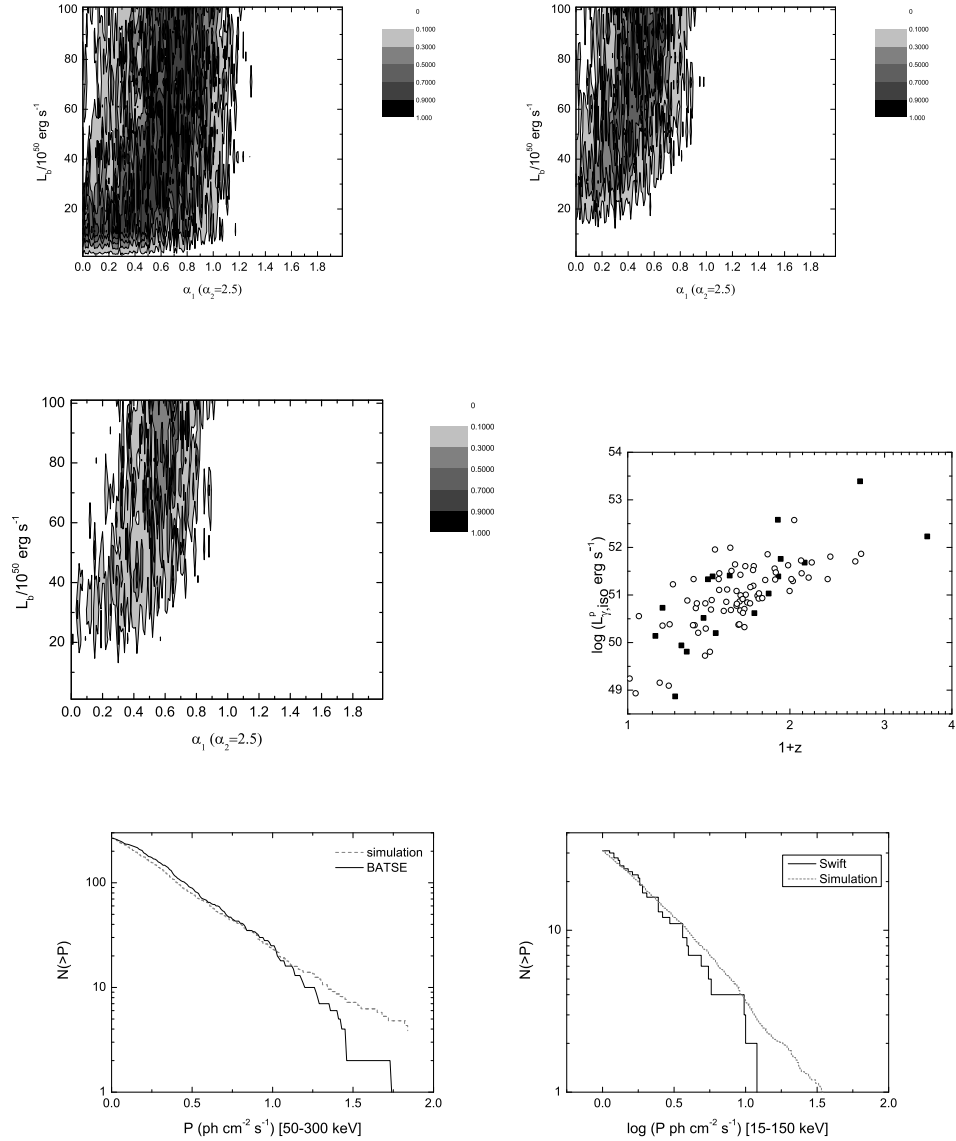 100
80
60
40
20
0.0 0.2 0.4 0.6 0.8 1.0 1.2 1.4 1.6 1.8
L_b/10^50 erg s^-1
α_1 (α_2=2.5)
0
0.1000
0.3000
0.5000
0.7000
0.9000
1.000
100
80
60
40
20
0.0 0.2 0.4 0.6 0.8 1.0 1.2 1.4 1.6 1.8
L_b/10^50 erg s^-1
α_1 (α_2=2.5)
0
0.1000
0.3000
0.5000
0.7000
0.9000
1.000
100
80
60
40
20
0.0 0.2 0.4 0.6 0.8 1.0 1.2 1.4 1.6 1.8
L_b/10^50 erg s^-1
α_1 (α_2=2.5)
0
0.1000
0.3000
0.5000
0.7000
0.9000
1.000
54
53
52
51
50
49
1 2 3 4
log (L^p_γ,iso erg s^-1)
1+z
100
10
1
0.0 0.5 1.0 1.5 2.0
N(>P)
simulation
BATSE
P (ph cm^-2 s^-1) [50-300 keV]
10
1
0.0 0.5 1.0 1.5 2.0
N(>P)
Swift
Simulation
log (P ph cm^-2 s^-1) [15-150 keV]